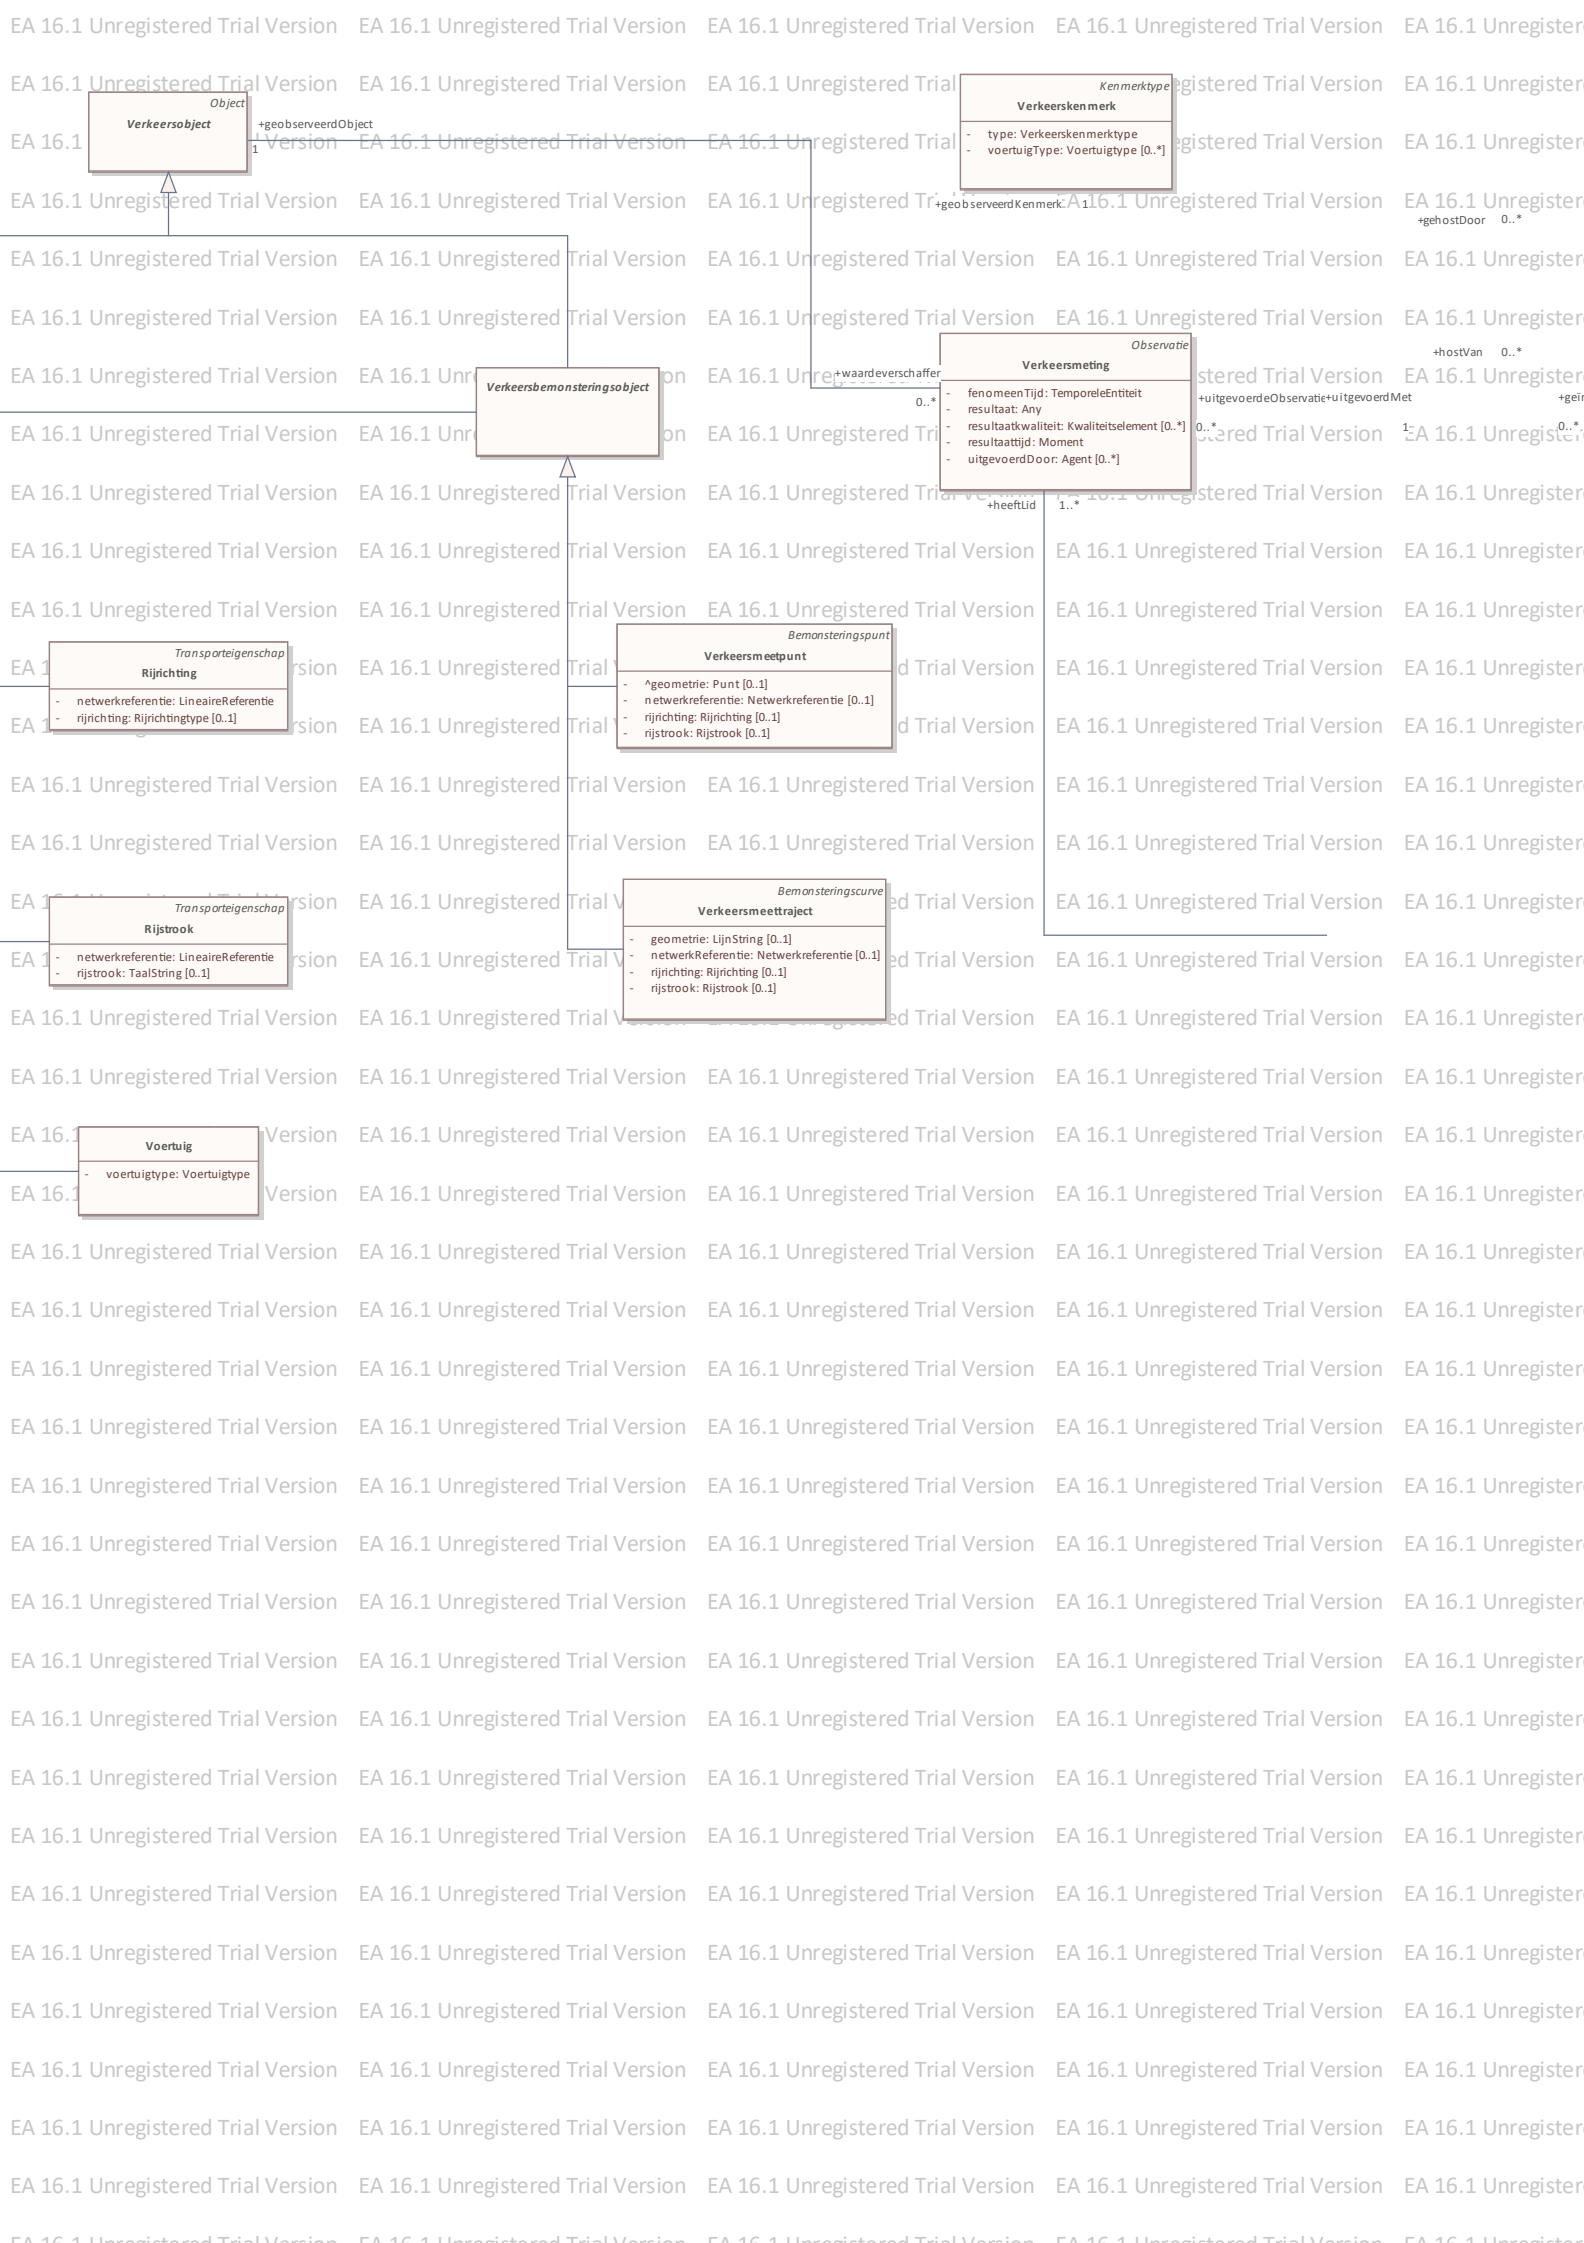 EA 16.1 Unregistered Trial Version
Object
Verkeersobject
+geobserveerdObject
1
Kenmerktype
Verkeerskenmerk
- type: Verkeerskenmerktype
- voertuigType: Voertuigtype [0..*]
+geobserveerdKenmerk 1
+gehostDoor 0..*
+hostVan 0..*
Observatie
Verkeersmeting
- fenomeenTijd: TemporeleEntiteit
- resultaat: Any
- resultaatkwaliteit: Kwaliteitselement [0..*]
- resultaattijd: Moment
- uitgevoerdDoor: Agent [0..*]
+waardeverschaffer
0..*
+uitgevoerdeObservatie
0..*
+uitgevoerdMet
1
0..*
+heeftLid 1..*
Verkeersbemonsteringsobject
Transporteigenschap
Rijrichting
- netwerkreferentie: LineaireReferentie
- rijrichting: Rijrichtingtype [0..1]
Bemonsteringspunt
Verkeersmeetpunt
- ^geometrie: Punt [0..1]
- netwerkreferentie: Netwerkreferentie [0..1]
- rijrichting: Rijrichting [0..1]
- rijstrook: Rijstrook [0..1]
Transporteigenschap
Rijstrook
- netwerkreferentie: LineaireReferentie
- rijstrook: TaalString [0..1]
Bemonsteringscurve
Verkeersmeettraject
- geometrie: LijnString [0..1]
- netwerkReferentie: Netwerkreferentie [0..1]
- rijrichting: Rijrichting [0..1]
- rijstrook: Rijstrook [0..1]
Voertuig
- voertuigtype: Voertuigtype